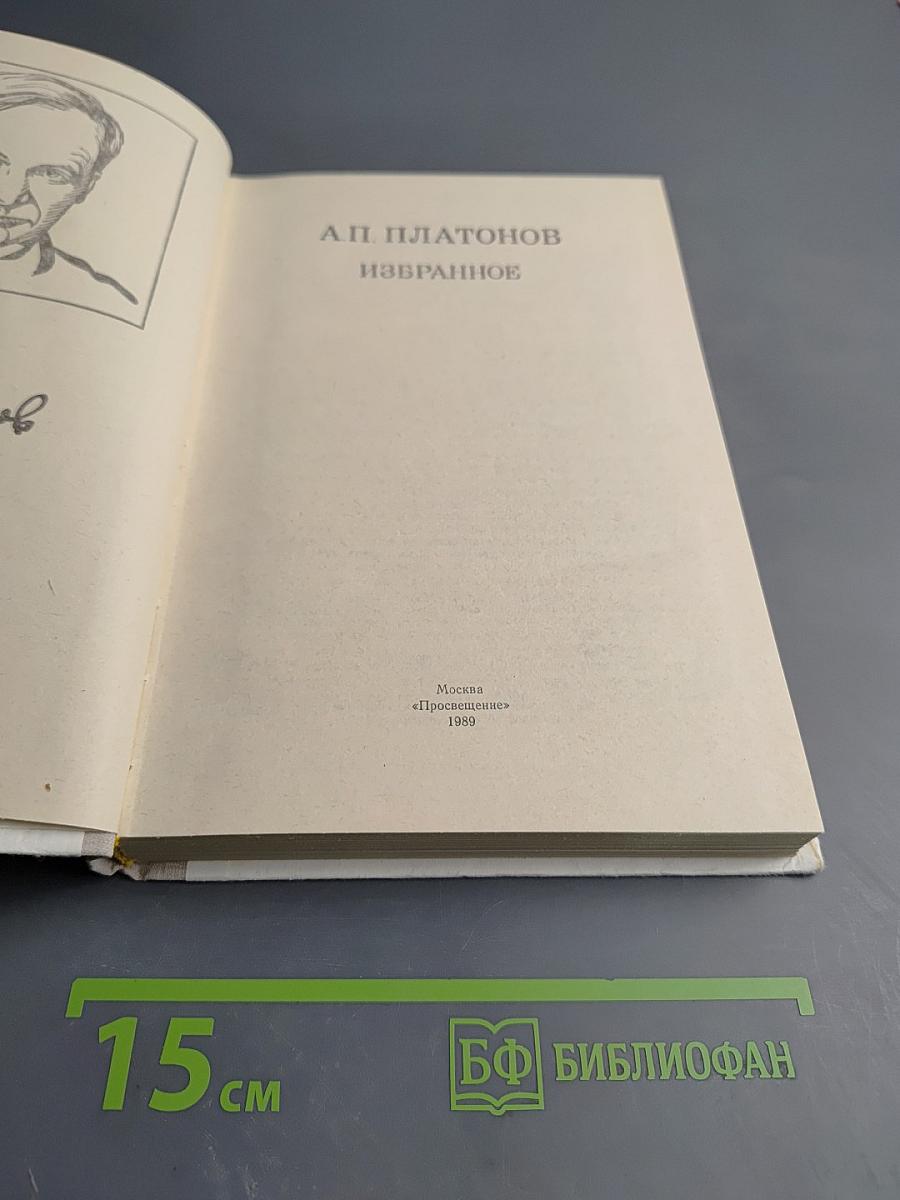 А.П. ПЛАТОНОВ
ИЗБРАННОЕ
Москва
«Просвещение»
1989
15 см
БФ БИБЛИОФАН